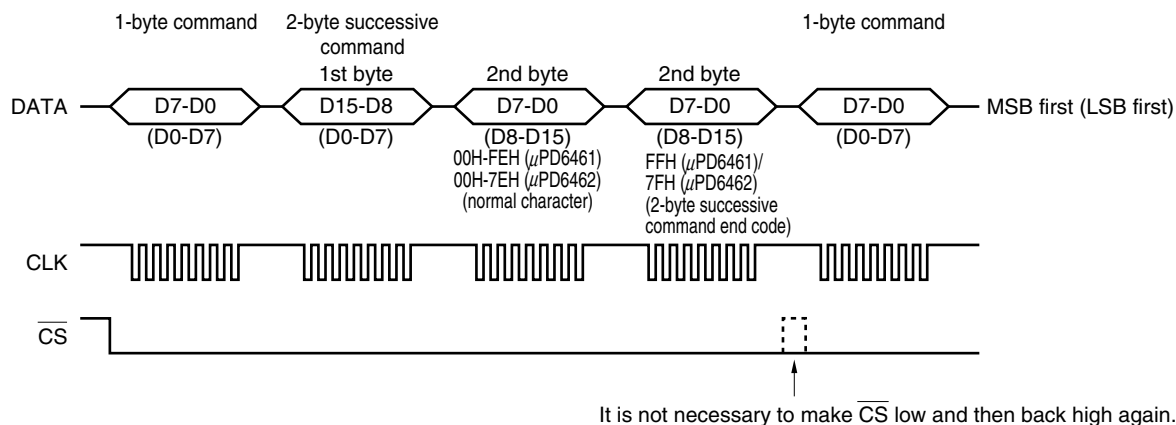 1-byte command
2-byte successive
command
1-byte command
1st byte
2nd byte
2nd byte
DATA
D7-D0
D15-D8
D7-D0
D7-D0
D7-D0
MSB first (LSB first)
(D0-D7)
(D0-D7)
(D8-D15)
(D8-D15)
(D0-D7)
00H-FEH (μPD6461)
00H-7EH (μPD6462)
(normal character)
FFH (μPD6461)/
7FH (μPD6462)
(2-byte successive
command end code)
CLK
CS
It is not necessary to make CS low and then back high again.